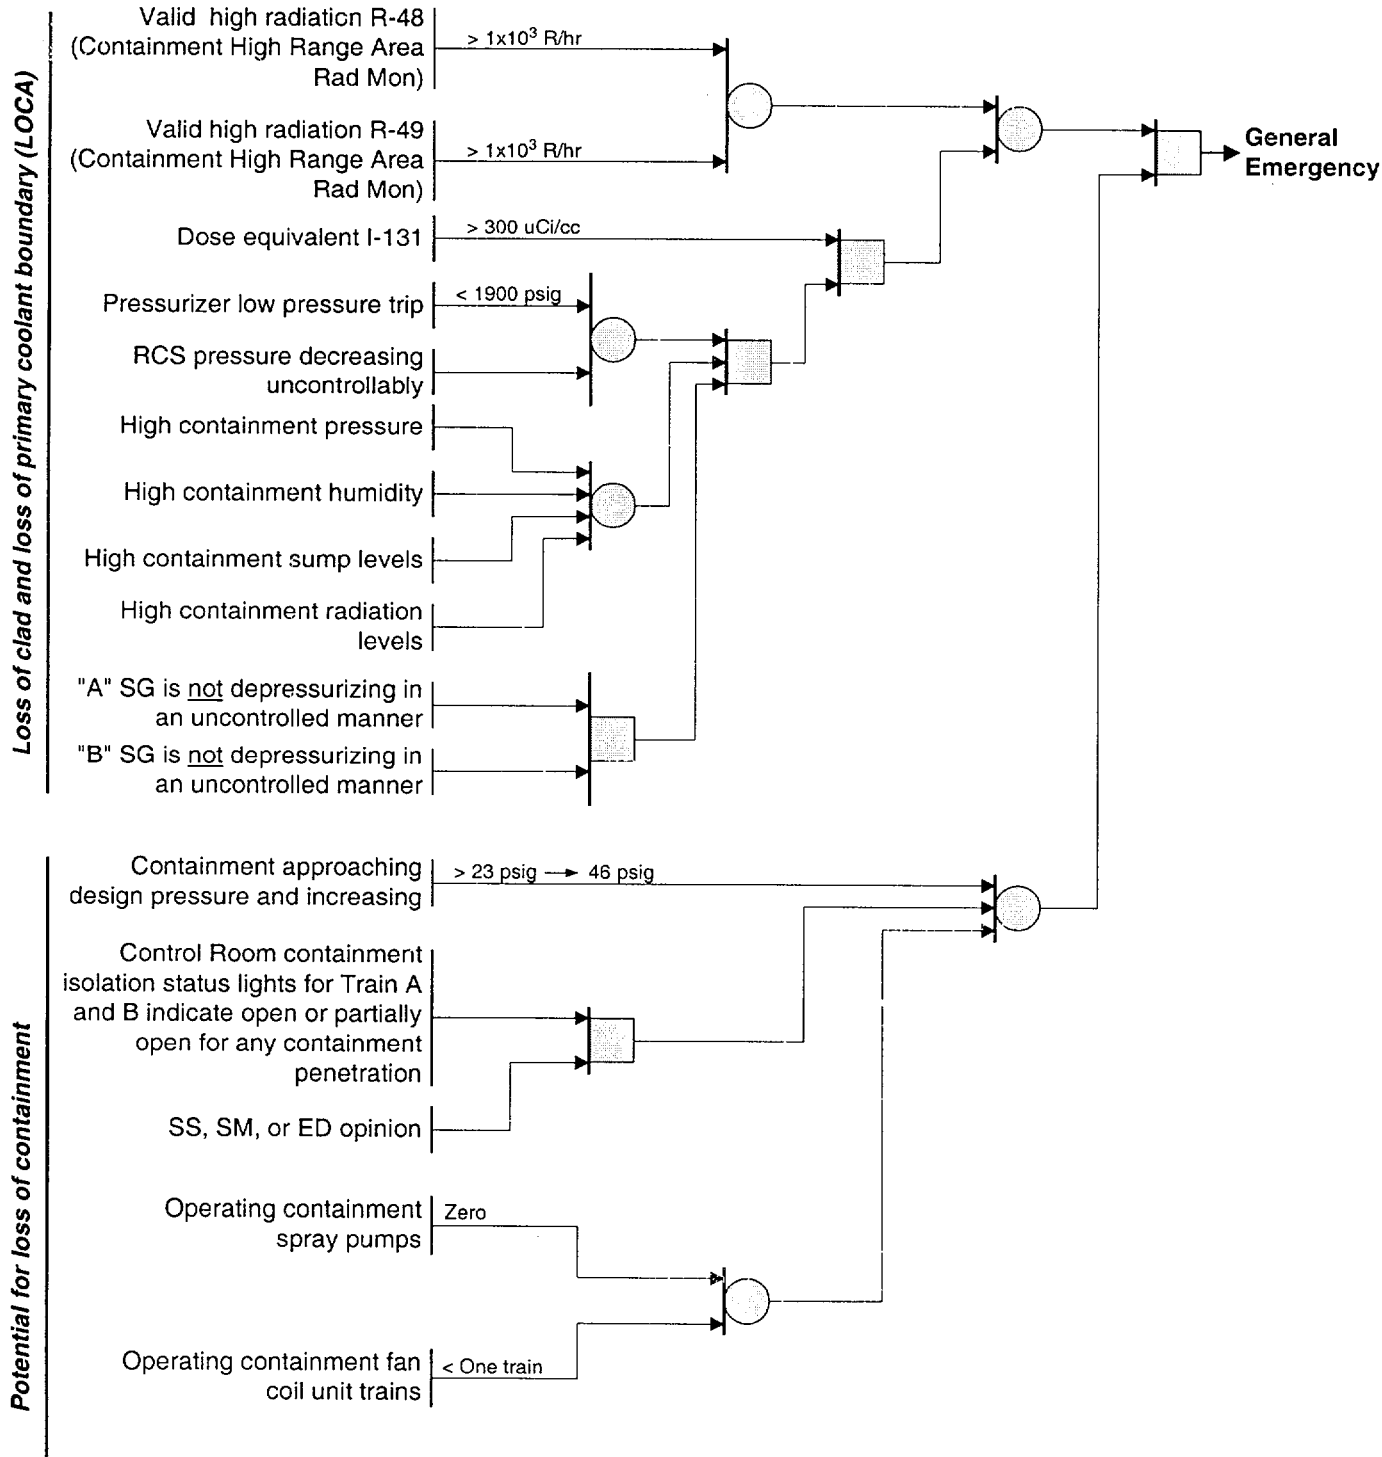 Loss of clad and loss of primary coolant boundary (LOCA)
Valid high radiation R-48
(Containment High Range Area
Rad Mon)
> 1x10³ R/hr
Valid high radiation R-49
(Containment High Range Area
Rad Mon)
> 1x10³ R/hr
General
Emergency
Dose equivalent I-131
> 300 uCi/cc
Pressurizer low pressure trip
< 1900 psig
RCS pressure decreasing
uncontrollably
High containment pressure
High containment humidity
High containment sump levels
High containment radiation
levels
"A" SG is not depressurizing in
an uncontrolled manner
"B" SG is not depressurizing in
an uncontrolled manner
Potential for loss of containment
Containment approaching
design pressure and increasing
> 23 psig → 46 psig
Control Room containment
isolation status lights for Train A
and B indicate open or partially
open for any containment
penetration
SS, SM, or ED opinion
Operating containment
spray pumps
Zero
Operating containment fan
coil unit trains
< One train